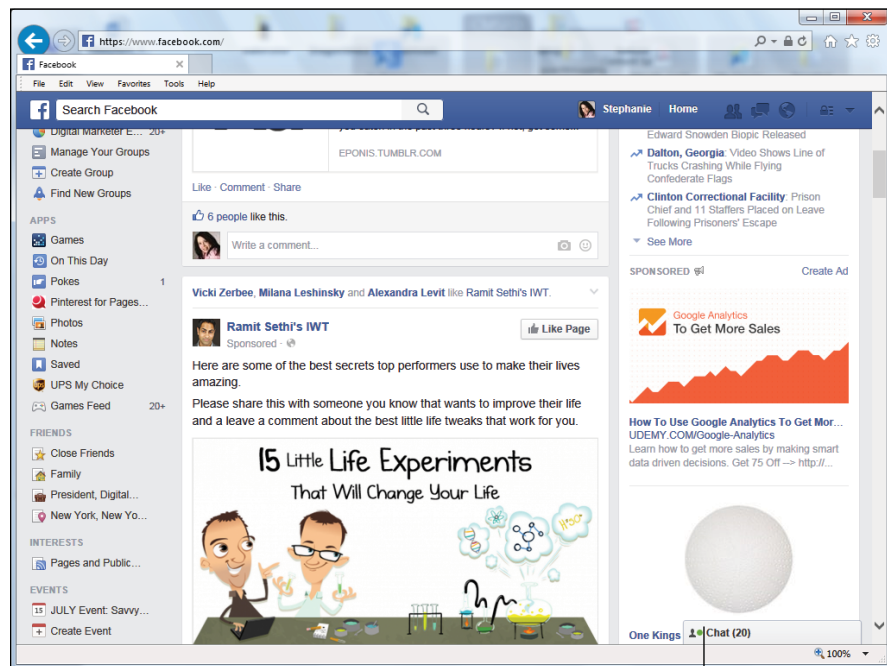 https://www.facebook.com/
Facebook
File Edit View Favorites Tools Help
Search Facebook
Stephanie Home
Digital Marketer E... 20+
Manage Your Groups
Create Group
Find New Groups
APPS
Games
On This Day
Pokes 1
Pinterest for Pages...
Photos
Notes
Saved
UPS My Choice
Games Feed 20+
FRIENDS
Close Friends
Family
President, Digital...
New York, New Yo...
INTERESTS
Pages and Public...
EVENTS
15 JULY Event: Savvy...
Create Event
EPONIS.TUMBLR.COM
Like · Comment · Share
6 people like this.
Write a comment...
Vicki Zerbee, Milana Leshinsky and Alexandra Levit like Ramit Sethi's IWT.
Ramit Sethi's IWT
Sponsored ·
Like Page
Here are some of the best secrets top performers use to make their lives
amazing.
Please share this with someone you know that wants to improve their life
and a leave a comment about the best little life tweaks that work for you.
15 Little Life Experiments
That Will Change Your Life
H2SO4
Edward Snowden Biopic Released
Dalton, Georgia: Video Shows Line of
Trucks Crashing While Flying
Confederate Flags
Clinton Correctional Facility: Prison
Chief and 11 Staffers Placed on Leave
Following Prisoners' Escape
See More
SPONSORED
Create Ad
Google Analytics
To Get More Sales
How To Use Google Analytics To Get Mor...
UDEMY.COM/Google-Analytics
Learn how to get more sales by making smart
data driven decisions. Get 75 Off --> http://...
One Kings
Chat (20)
100%